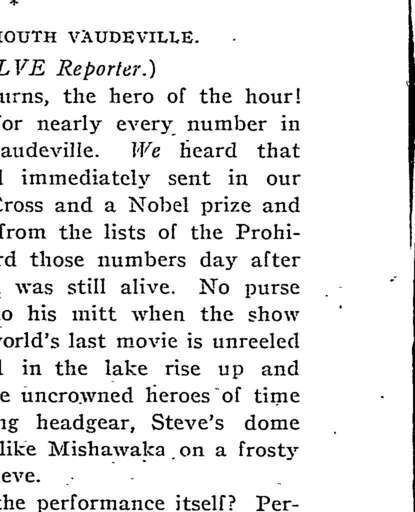 *
OUTH VAUDEVILLE.
LVE Reporter.)
urns, the hero of the hour!
for nearly every number in
audeville. We heard that
immediately sent in our
Cross and a Nobel prize and
from the lists of the Prohi-
rd those numbers day after
was still alive. No purse
o his mitt when the show
orld's last movie is unreeled
l in the lake rise up and
e uncrowned heroes of time
ng headgear, Steve's dome
like Mishawaka on a frosty
eve.
the performance itself? Per-